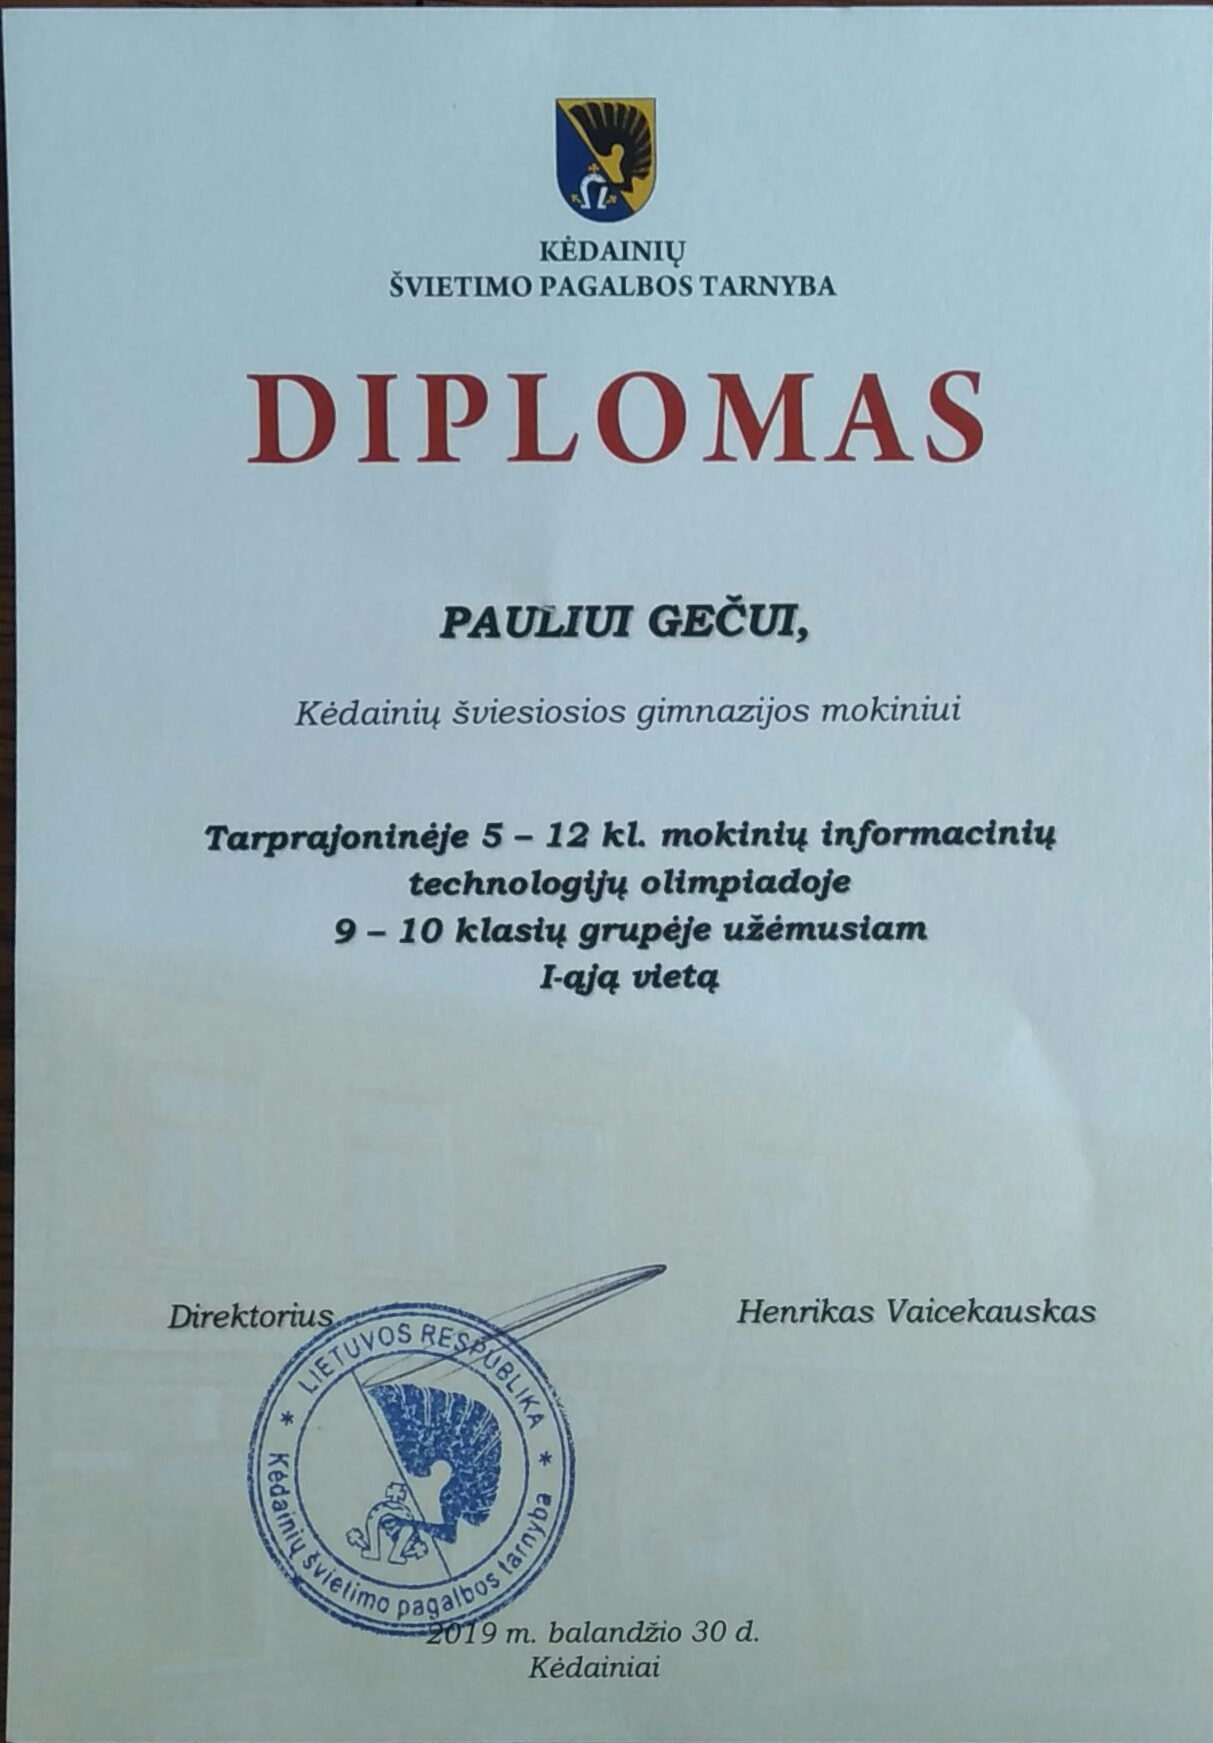 KĖDAINIŲ
ŠVIETIMO PAGALBOS TARNYBA
DIPLOMAS
PAULIUI GEČUI,
Kėdainių šviesiosios gimnazijos mokiniui
Tarprajoninėje 5 – 12 kl. mokinių informacinių
technologijų olimpiadoje
9 – 10 klasių grupėje užėmusiam
I-ąją vietą
Direktorius
Henrikas Vaicekauskas
* LIETUVOS RESPUBLIKA *
Kėdainių švietimo pagalbos tarnyba
2019 m. balandžio 30 d.
Kėdainiai